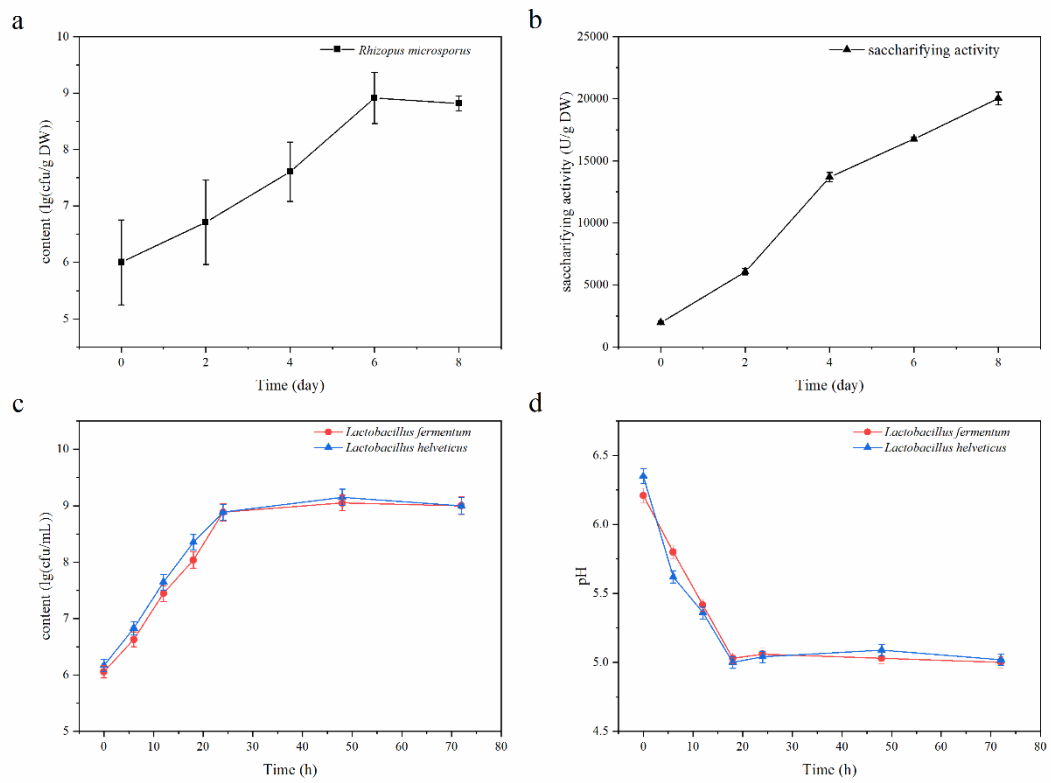 a
10
9
8
7
6
5
content (lg(cfu/g DW))
Rhizopus microsporus
0 2 4 6 8
Time (day)
b
25000
20000
15000
10000
5000
0
saccharifying activity (U/g DW)
saccharifying activity
0 2 4 6 8
Time (day)
c
10
9
8
7
6
5
content (lg(cfu/mL))
Lactobacillus fermentum
Lactobacillus helveticus
0 10 20 30 40 50 60 70 80
Time (h)
d
6.5
6.0
5.5
5.0
4.5
pH
Lactobacillus fermentum
Lactobacillus helveticus
0 10 20 30 40 50 60 70 80
Time (h)